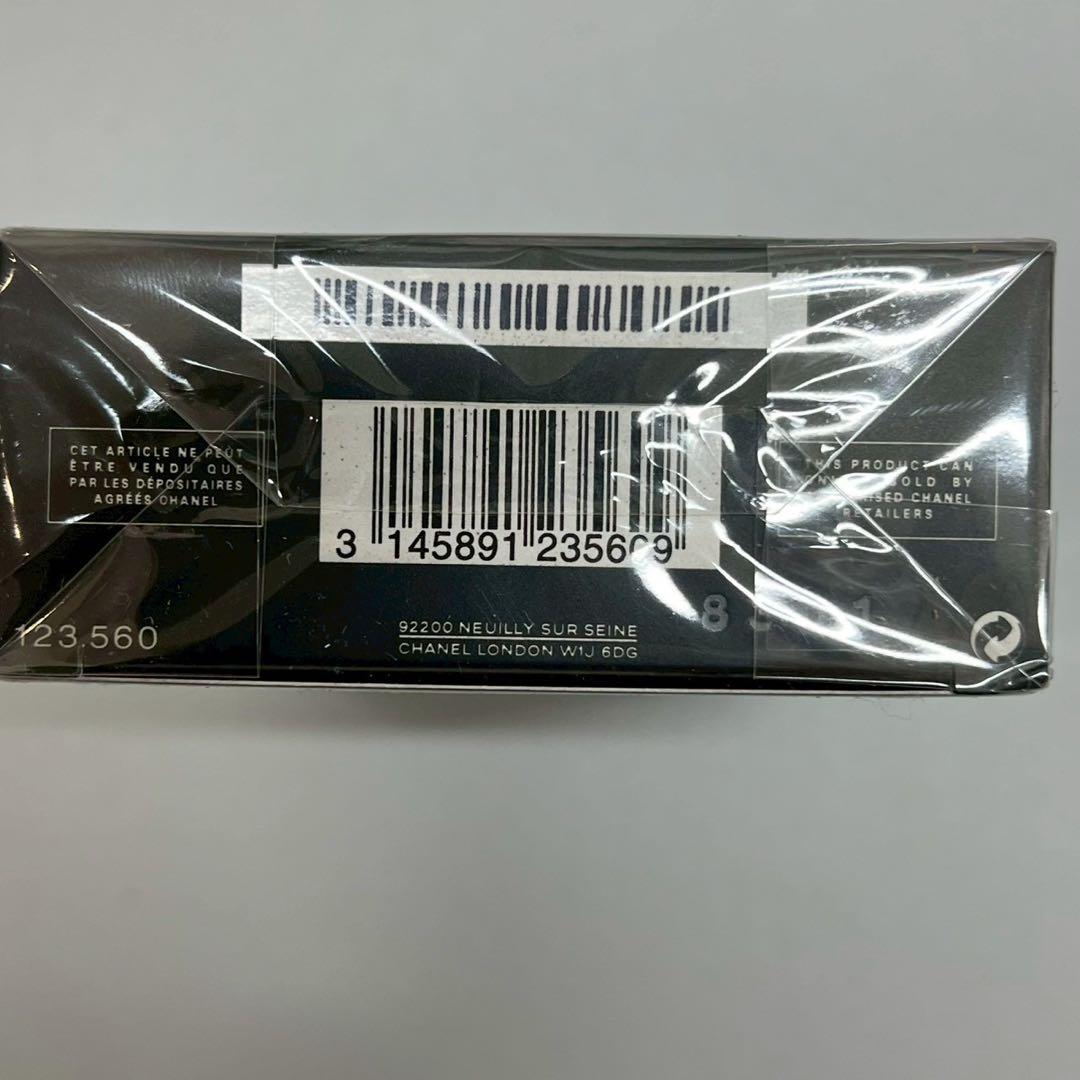 CET ARTICLE NE PEUT
ÊTRE VENDU QUE
PAR LES DÉPOSITAIRES
AGRÉÉS CHANEL
3 145891 235609
THIS PRODUCT CAN
SOLD BY
CHANEL
RETAILERS
123.560
92200 NEUILLY SUR SEINE
CHANEL LONDON W1J 6DG